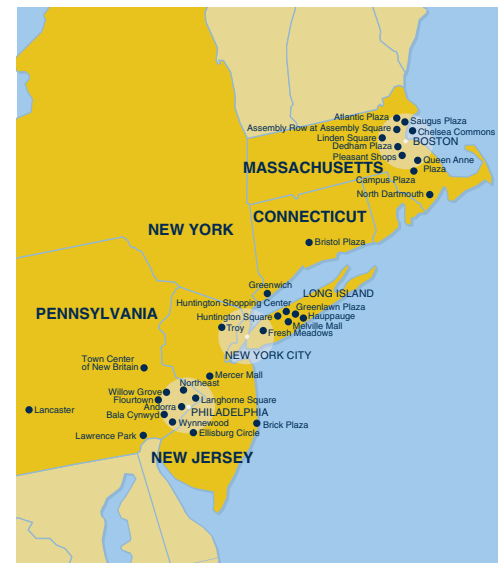 Atlantic Plaza
Saugus Plaza
Assembly Row at Assembly Square
Chelsea Commons
Linden Square
BOSTON
Dedham Plaza
Pleasant Shops
Queen Anne
Plaza
MASSACHUSETTS
Campus Plaza
North Dartmouth
CONNECTICUT
NEW YORK
Bristol Plaza
Greenwich
LONG ISLAND
Huntington Shopping Center
Greenlawn Plaza
PENNSYLVANIA
Huntington Square
Hauppauge
Melville Mall
Troy
Fresh Meadows
NEW YORK CITY
Town Center
of New Britain
Mercer Mall
Northeast
Willow Grove
Flourtown
Langhorne Square
Andorra
Lancaster
PHILADELPHIA
Bala Cynwyd
Wynnewood
Brick Plaza
Lawrence Park
Ellisburg Circle
NEW JERSEY